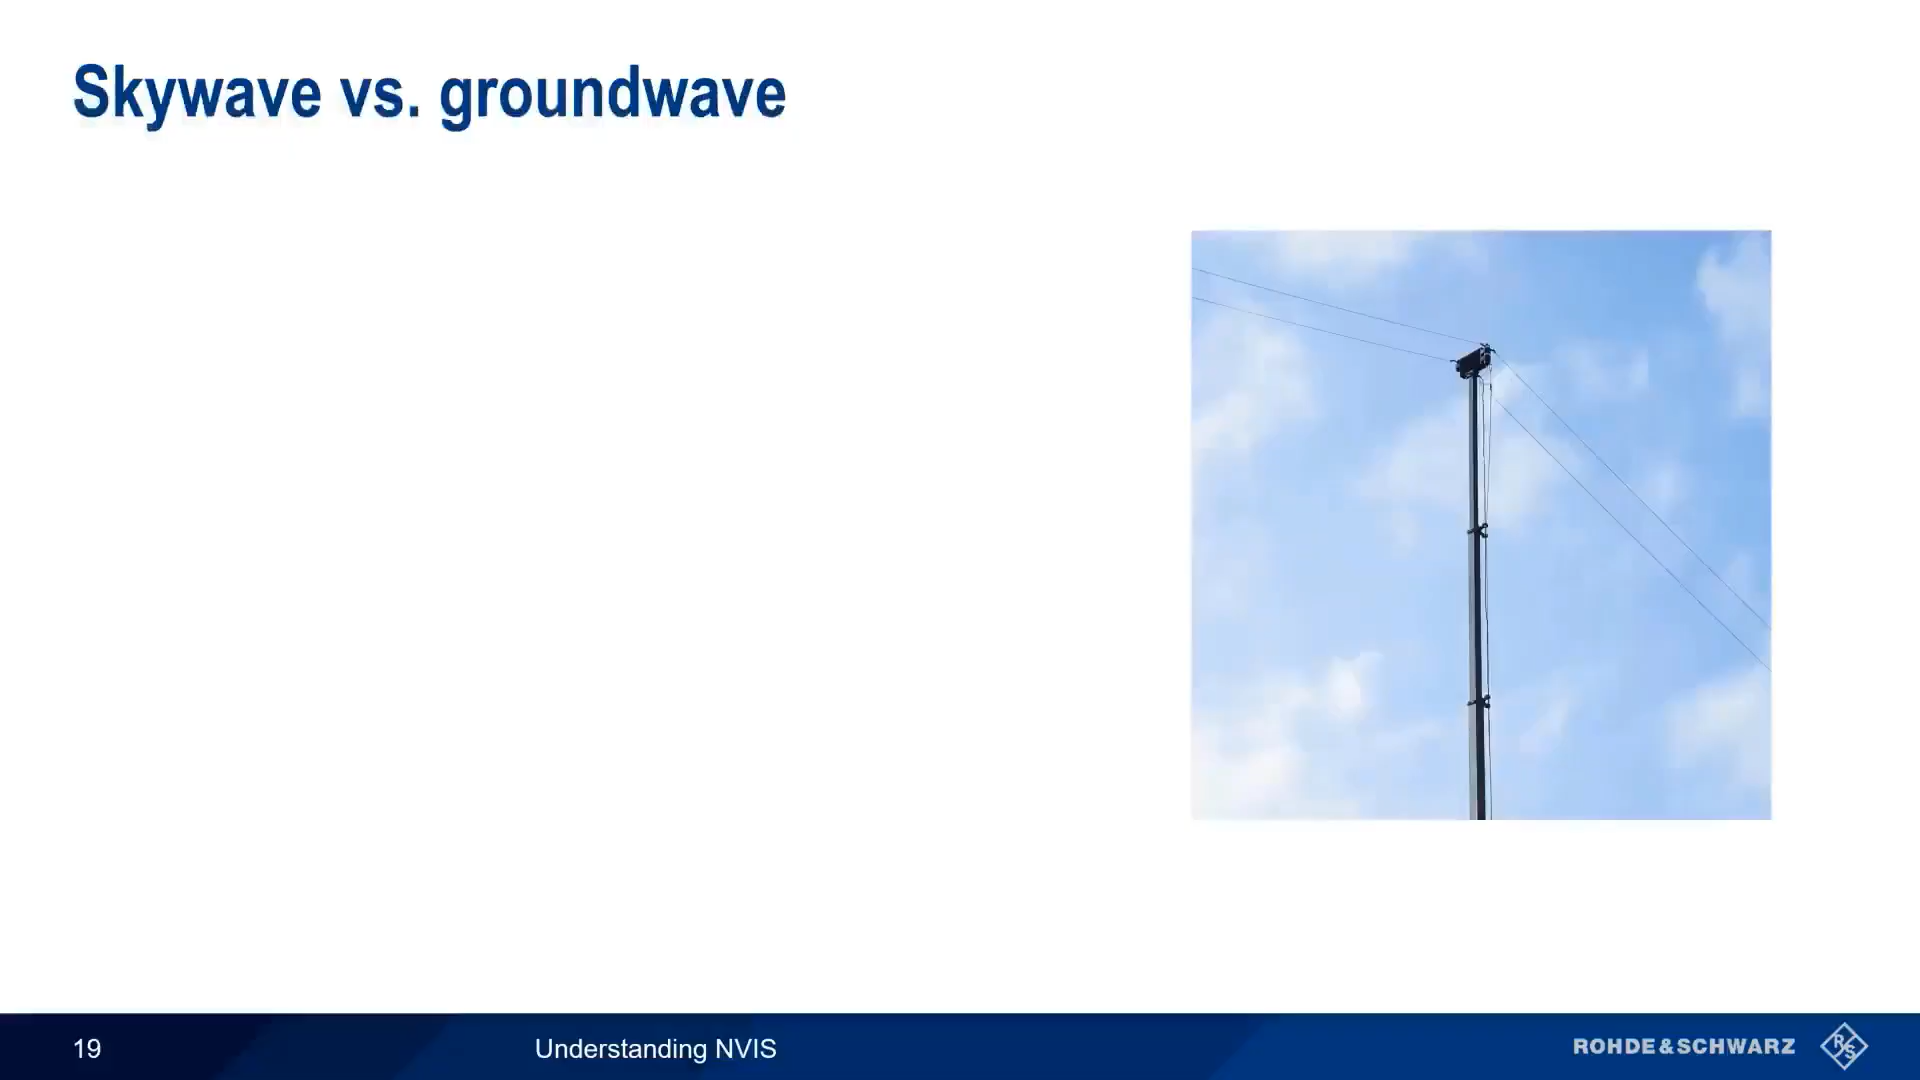 Skywave vs. groundwave
19
Understanding NVIS
ROHDE&SCHWARZ
R&S